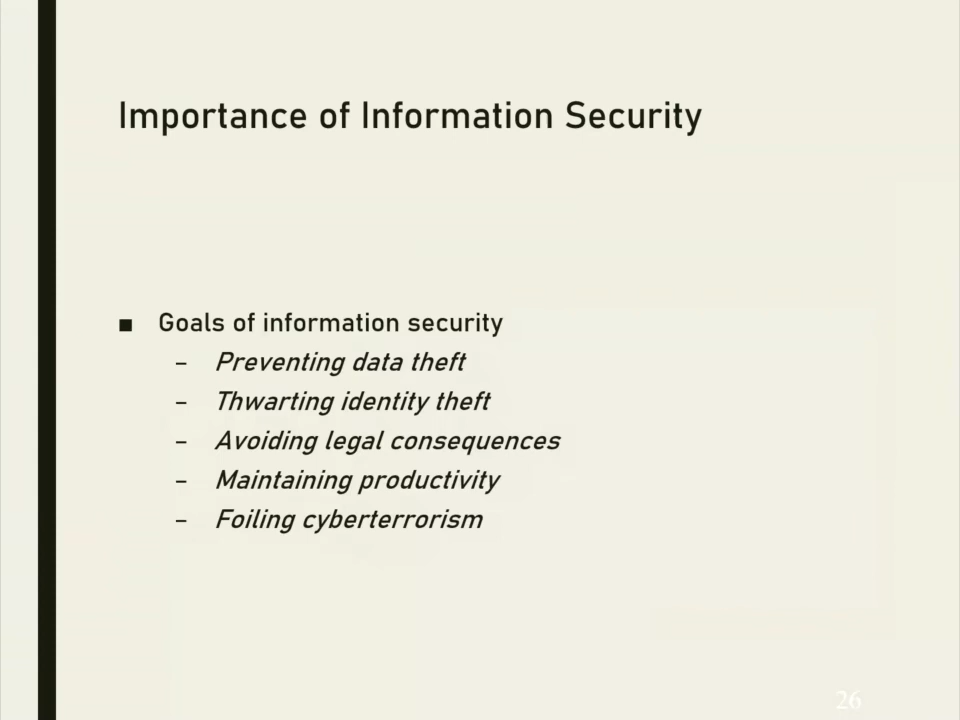 Importance of Information Security
■ Goals of information security
– Preventing data theft
– Thwarting identity theft
– Avoiding legal consequences
– Maintaining productivity
– Foiling cyberterrorism
26